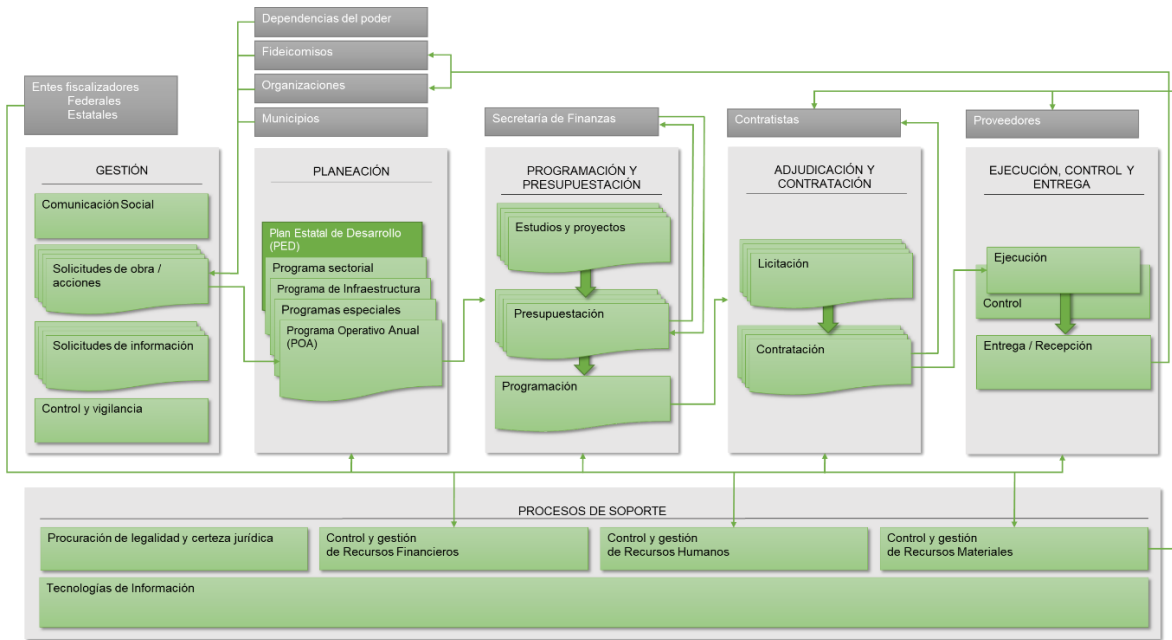 Dependencias del poder
Fideicomisos
Organizaciones
Municipios
Entes fiscalizadores
Federales
Estatales
Secretaría de Finanzas
Contratistas
Proveedores
GESTIÓN
Comunicación Social
Solicitudes de obra /
acciones
Solicitudes de información
Control y vigilancia
PLANEACIÓN
Plan Estatal de Desarrollo
(PED)
Programa sectorial
Programa de Infraestructura
Programas especiales
Programa Operativo Anual
(POA)
PROGRAMACIÓN Y
PRESUPUESTACIÓN
Estudios y proyectos
Presupuestación
Programación
ADJUDICACIÓN Y
CONTRATACIÓN
Licitación
Contratación
EJECUCIÓN, CONTROL Y
ENTREGA
Ejecución
Control
Entrega / Recepción
PROCESOS DE SOPORTE
Procuración de legalidad y certeza jurídica
Control y gestión
de Recursos Financieros
Control y gestión
de Recursos Humanos
Control y gestión
de Recursos Materiales
Tecnologías de Información